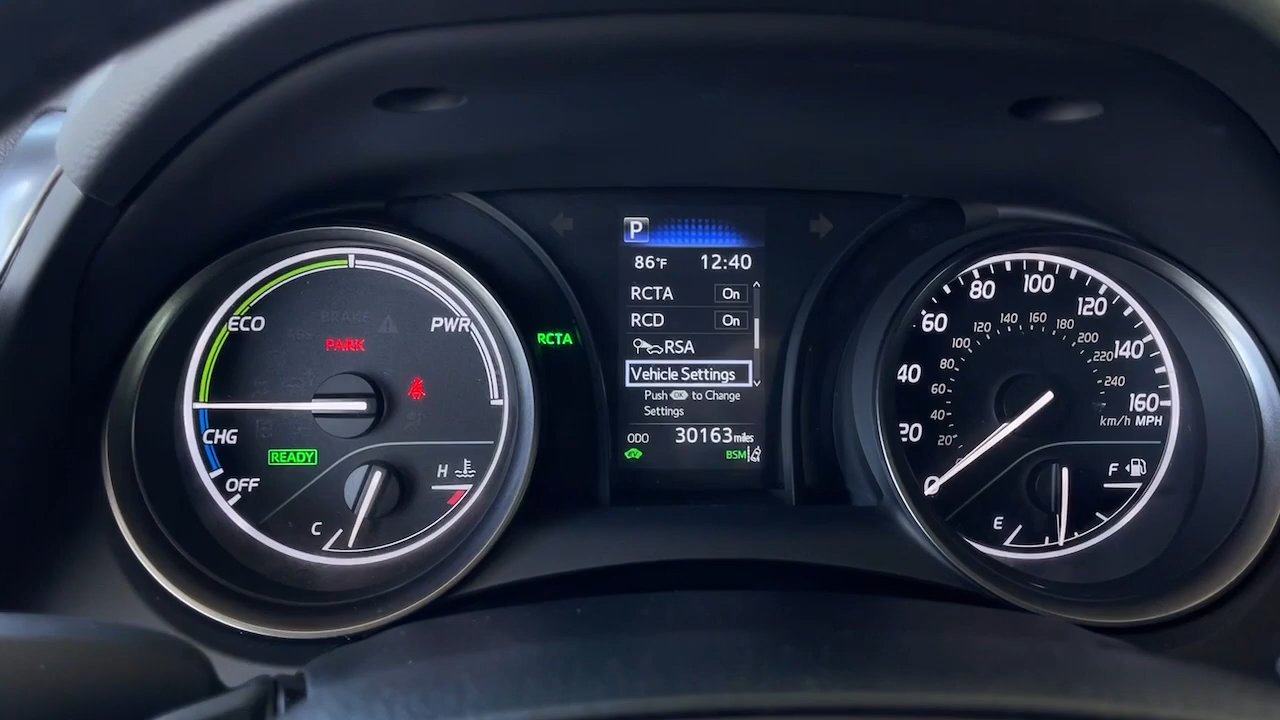 ECO
PWR
PARK
CHG
READY
OFF
H
C
RCTA
P
86°F 12:40
RCTA On
RCD On
RSA
Vehicle Settings
Push OK to Change
Settings
ODO 30163 miles
BSM
0 20 40 60 80 100 120 140 160
20 40 60 80 100 120 140 160 180 200 220 240
km/h MPH
F
E